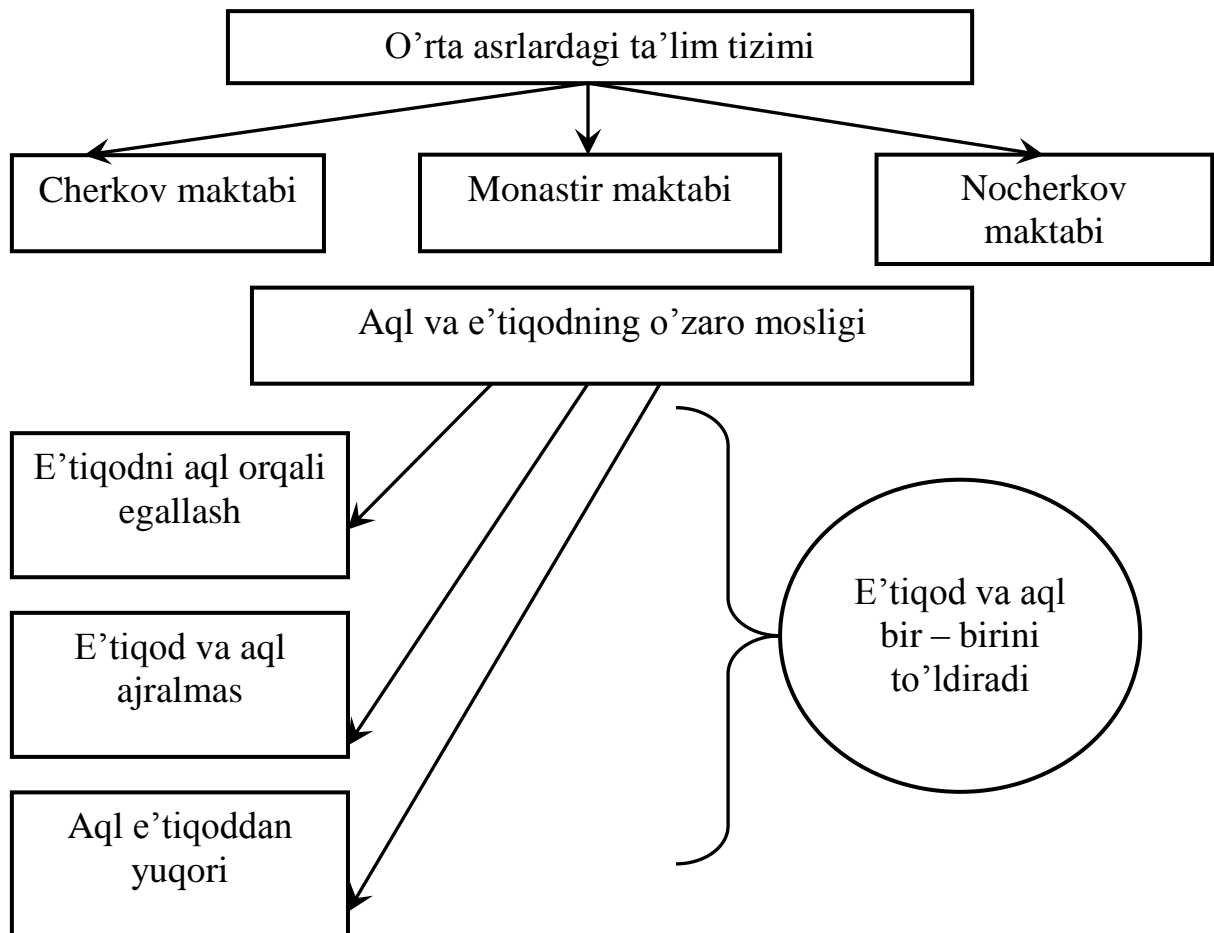 O’rta asrlardagi ta’lim tizimi
Cherkov maktabi
Monastir maktabi
Nocherkov
maktabi
Aql va e’tiqodning o’zaro mosligi
E’tiqodni aql orqali
egallash
E’tiqod va aql
ajralmas
Aql e’tiqoddan
yuqori
E’tiqod va aql
bir – birini
to’ldiradi